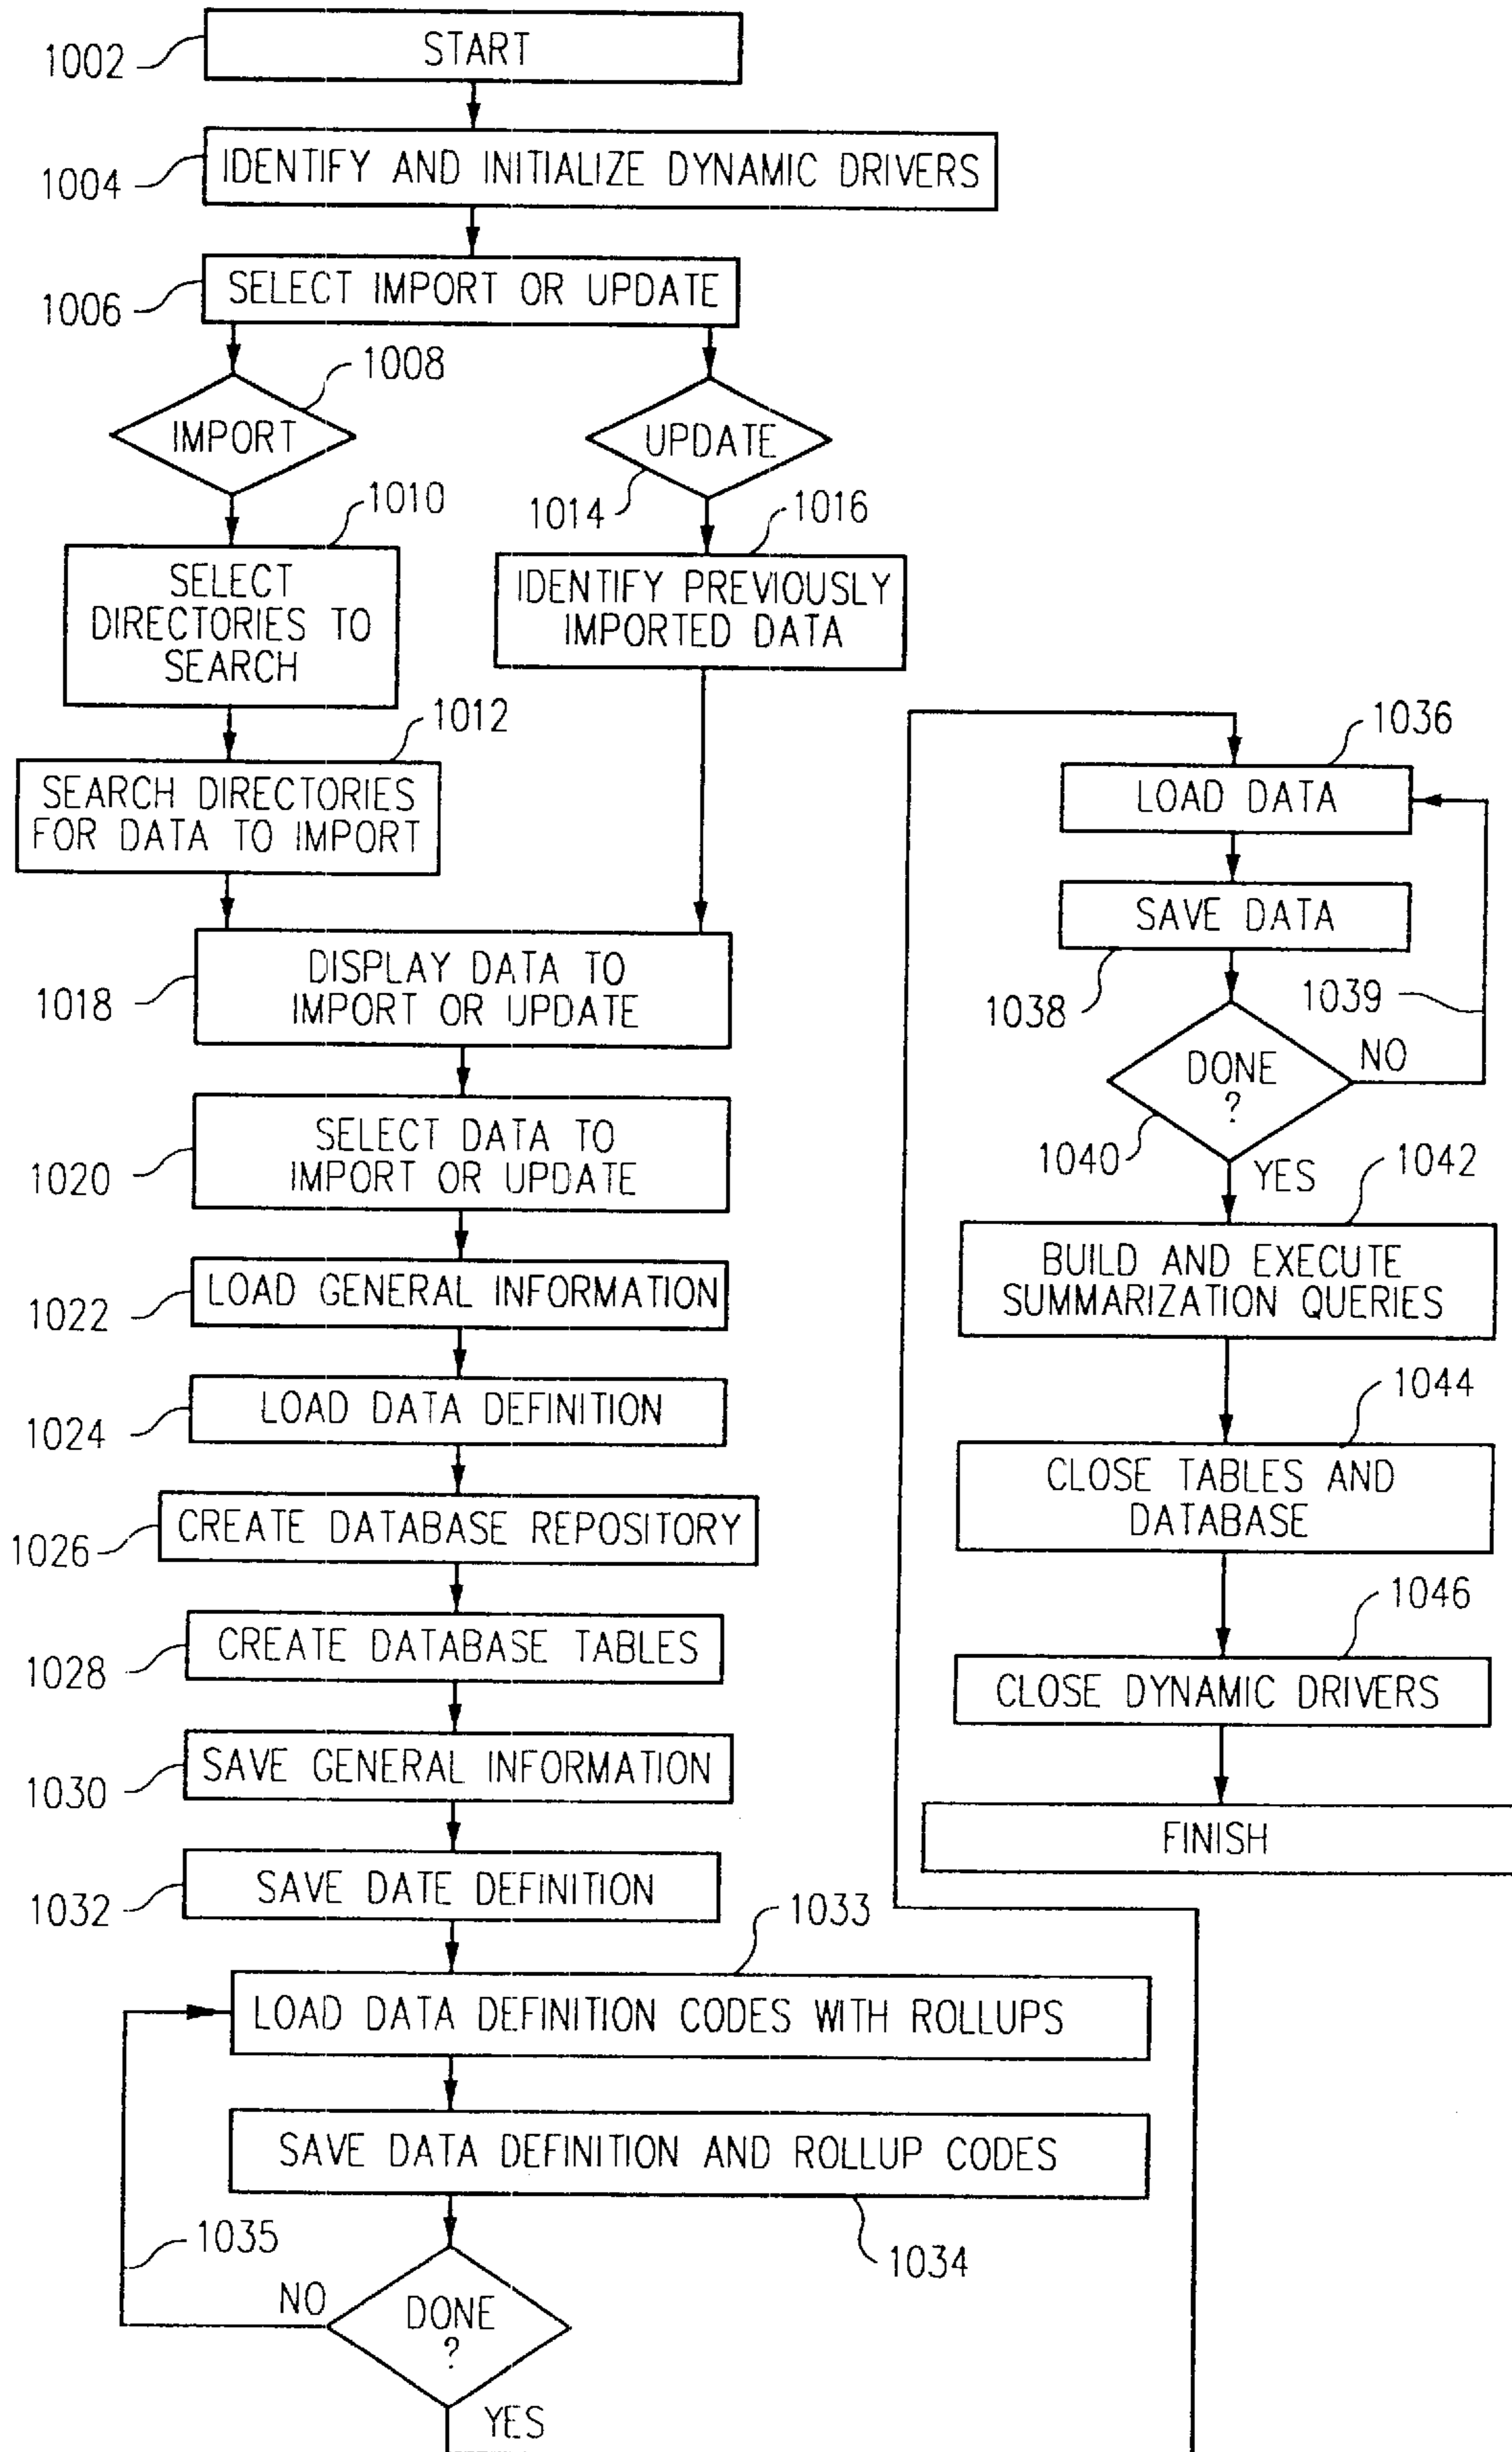 1002
START
1004
IDENTIFY AND INITIALIZE DYNAMIC DRIVERS
1006
SELECT IMPORT OR UPDATE
1008
IMPORT
UPDATE
1014
1010
SELECT
DIRECTORIES TO
SEARCH
1016
IDENTIFY PREVIOUSLY
IMPORTED DATA
1012
SEARCH DIRECTORIES
FOR DATA TO IMPORT
1018
DISPLAY DATA TO
IMPORT OR UPDATE
1020
SELECT DATA TO
IMPORT OR UPDATE
1022
LOAD GENERAL INFORMATION
1024
LOAD DATA DEFINITION
1026
CREATE DATABASE REPOSITORY
1028
CREATE DATABASE TABLES
1030
SAVE GENERAL INFORMATION
1032
SAVE DATE DEFINITION
1033
LOAD DATA DEFINITION CODES WITH ROLLUPS
SAVE DATA DEFINITION AND ROLLUP CODES
1034
1035
NO
DONE
?
YES
1036
LOAD DATA
SAVE DATA
1038
1039
DONE
?
NO
1040
YES
1042
BUILD AND EXECUTE
SUMMARIZATION QUERIES
1044
CLOSE TABLES AND
DATABASE
1046
CLOSE DYNAMIC DRIVERS
FINISH